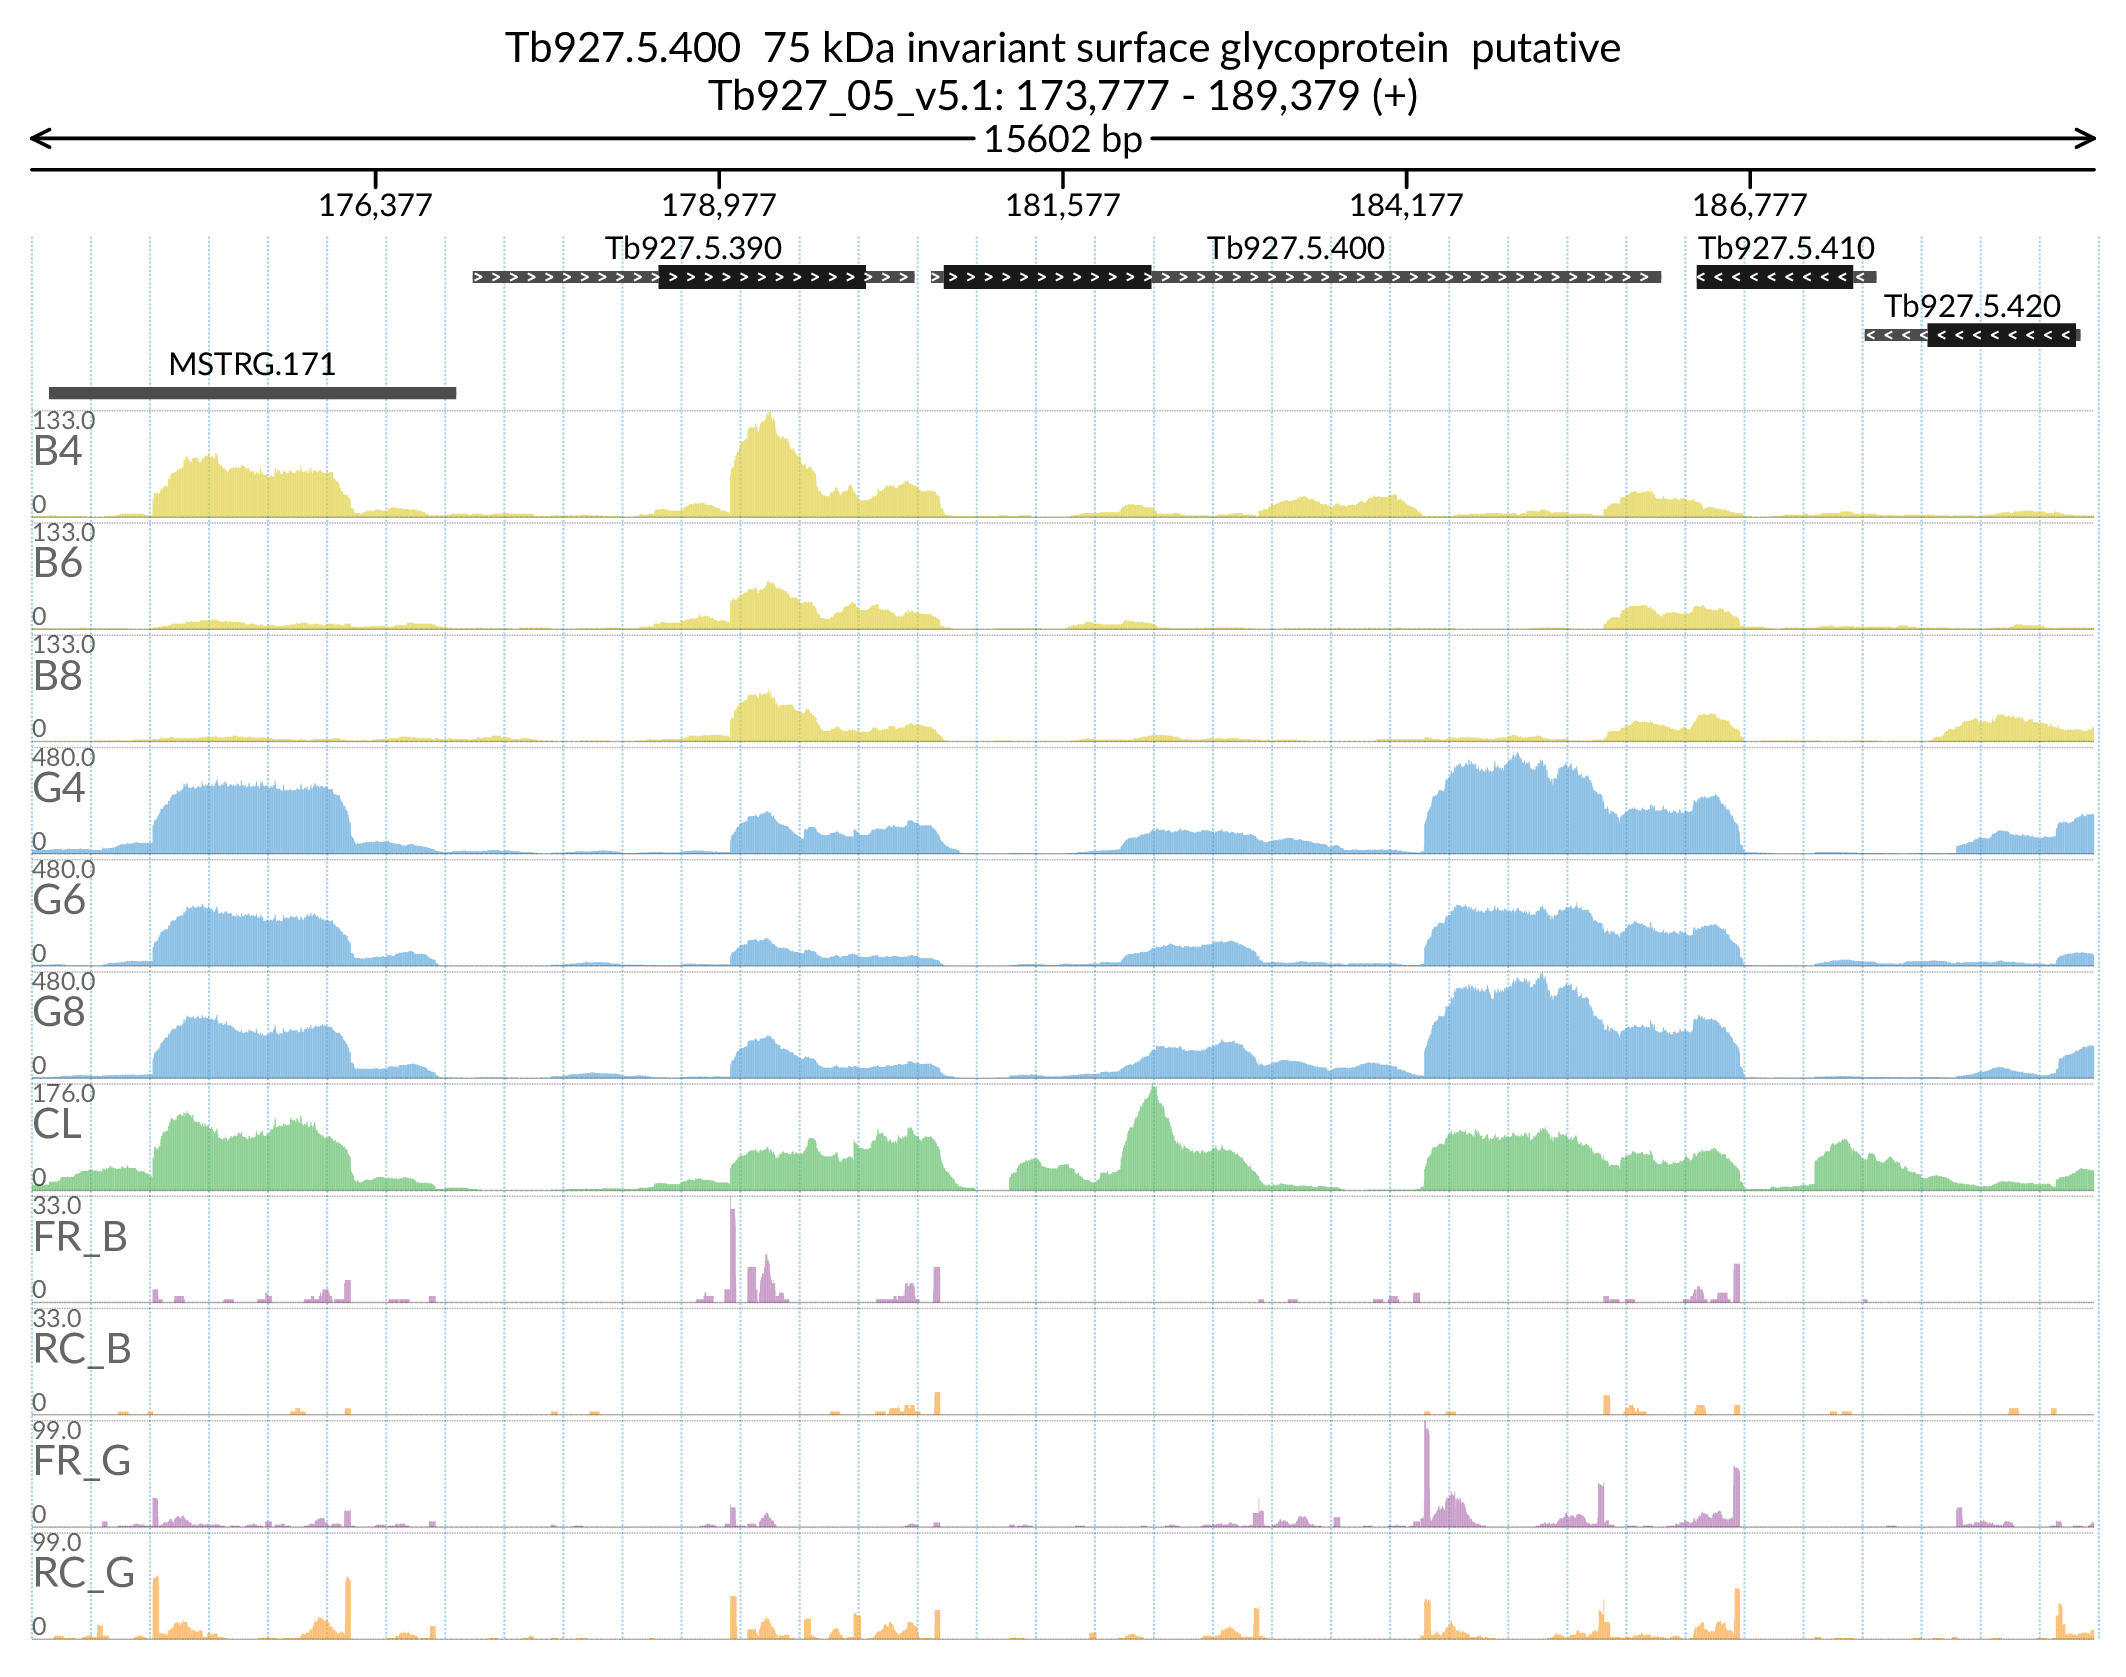 Tb927.5.400  75 kDa invariant surface glycoprotein  putative
Tb927_05_v5.1: 173,777 - 189,379 (+)
15602 bp
176,377 178,977 181,577 184,177 186,777
Tb927.5.390 Tb927.5.400 Tb927.5.410
Tb927.5.420
MSTRG.171
133.0
B4
0
133.0
B6
0
133.0
B8
0
480.0
G4
0
480.0
G6
0
480.0
G8
0
176.0
CL
0
33.0
FR_B
0
33.0
RC_B
0
99.0
FR_G
0
99.0
RC_G
0